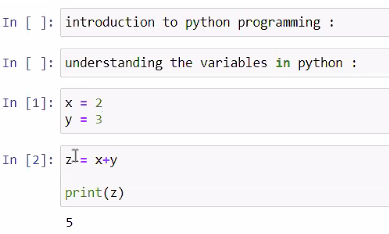 In [ ]: introduction to python programming :
In [ ]: understanding the variables in python :
In [1]: x = 2
y = 3
In [2]: z = x+y
print(z)
5